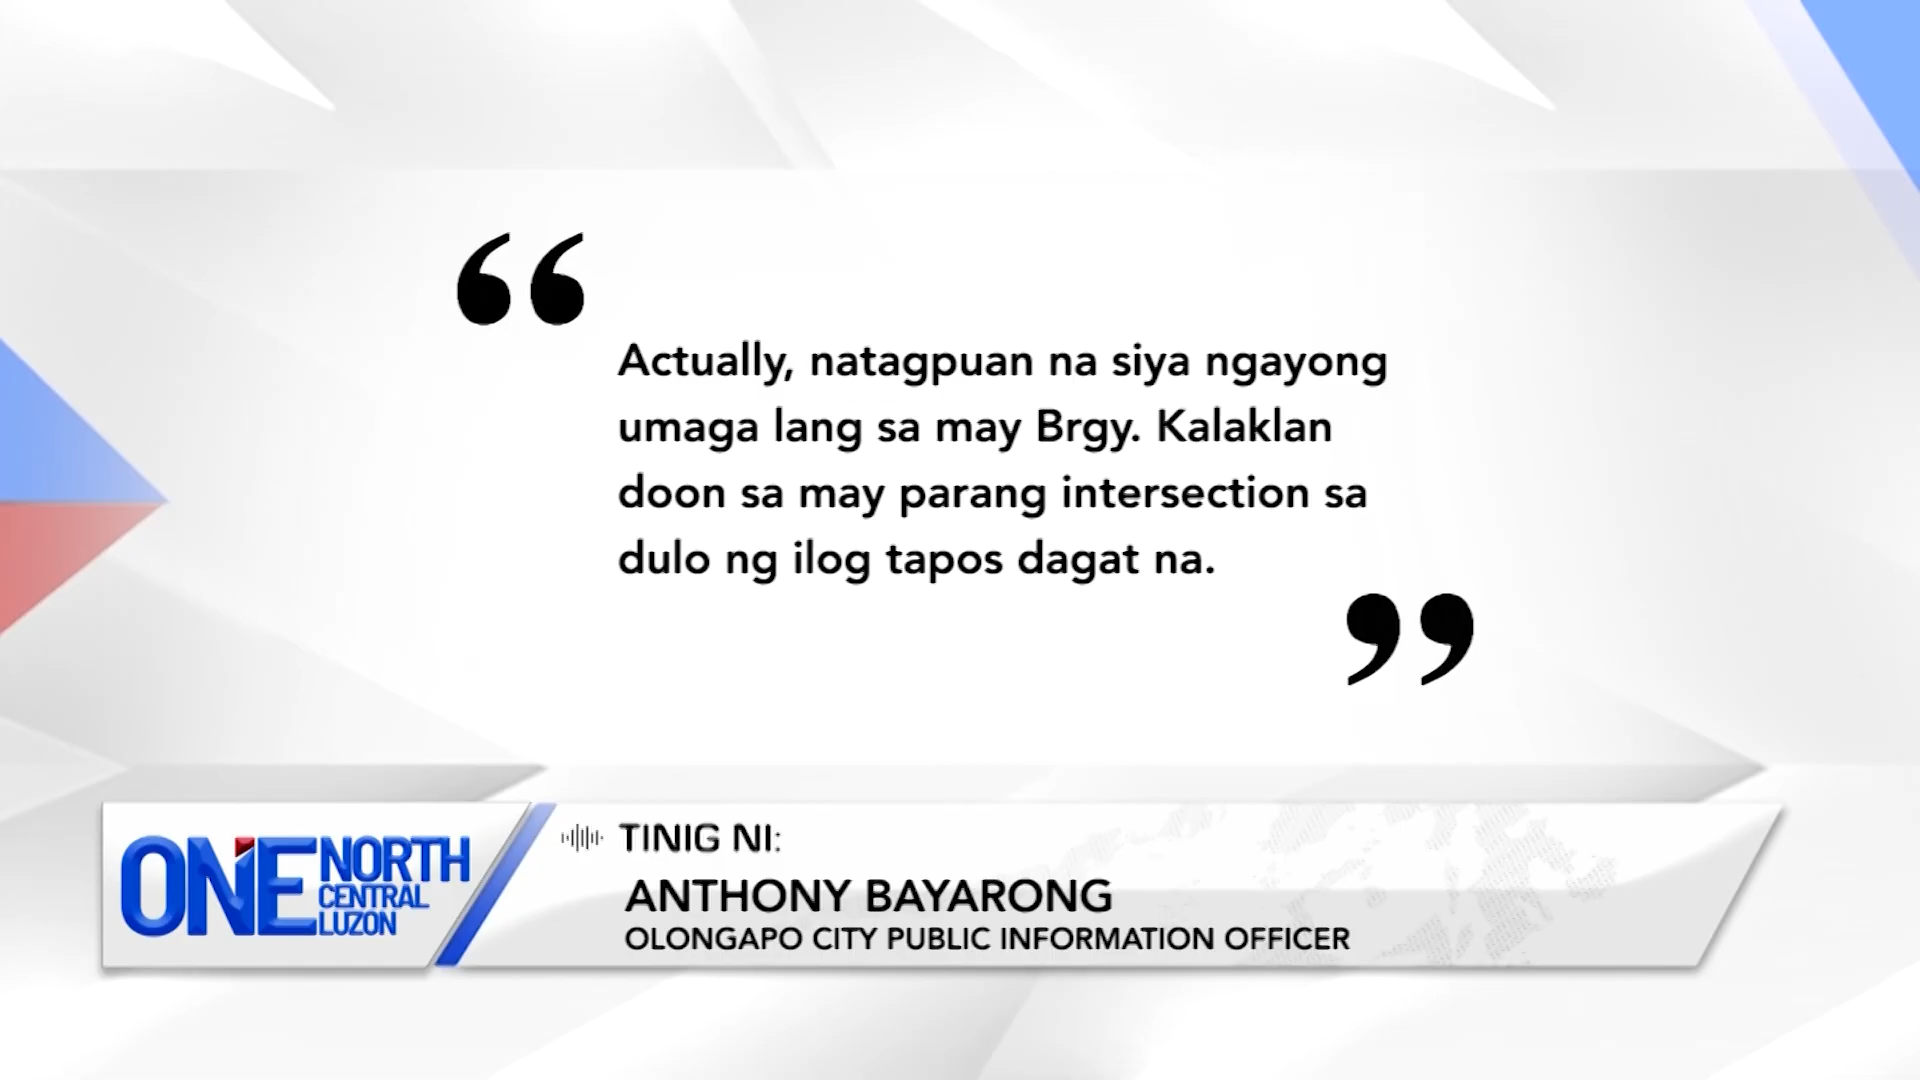 “
Actually, natagpuan na siya ngayong
umaga lang sa may Brgy. Kalaklan
doon sa may parang intersection sa
dulo ng ilog tapos dagat na.
”
ONE NORTH
CENTRAL
LUZON
TINIG NI:
ANTHONY BAYARONG
OLONGAPO CITY PUBLIC INFORMATION OFFICER